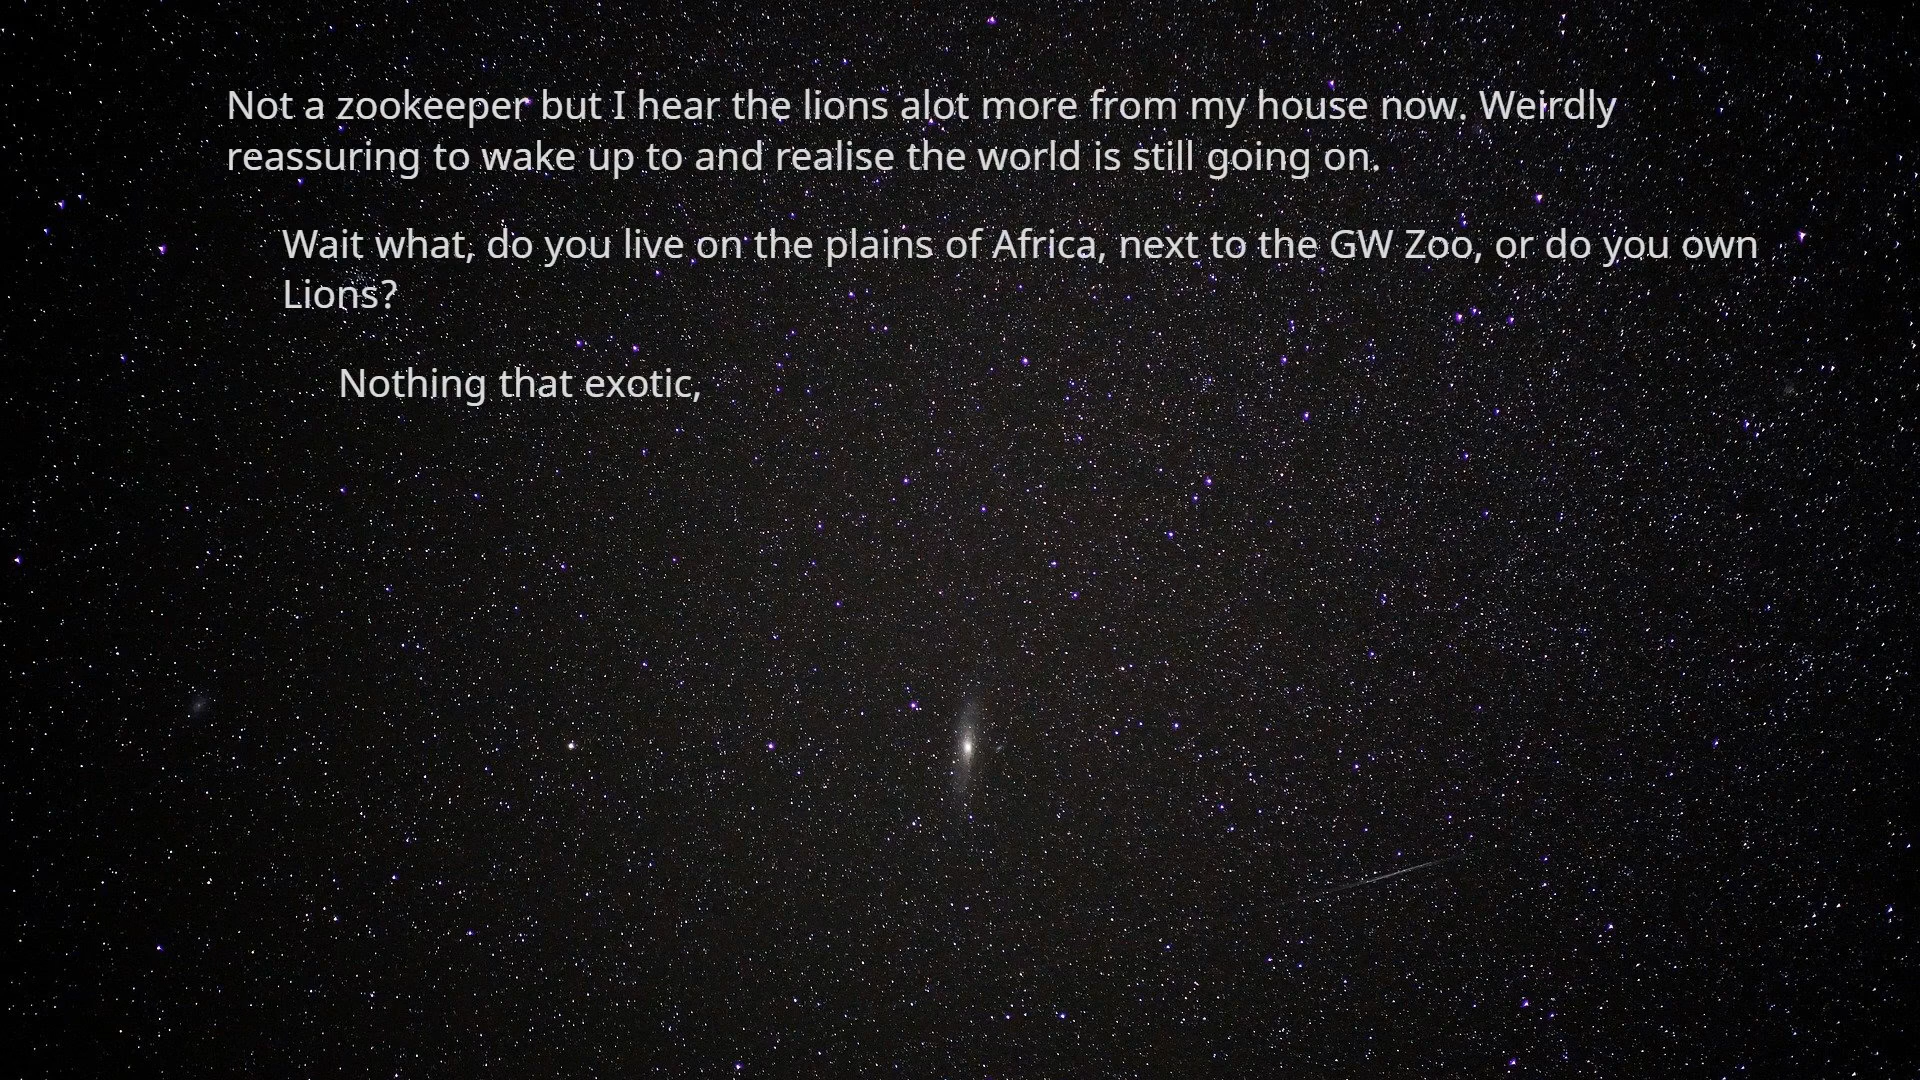 Not a zookeeper but I hear the lions alot more from my house now. Weirdly
reassuring to wake up to and realise the world is still going on.
Wait what, do you live on the plains of Africa, next to the GW Zoo, or do you own
Lions?
Nothing that exotic,